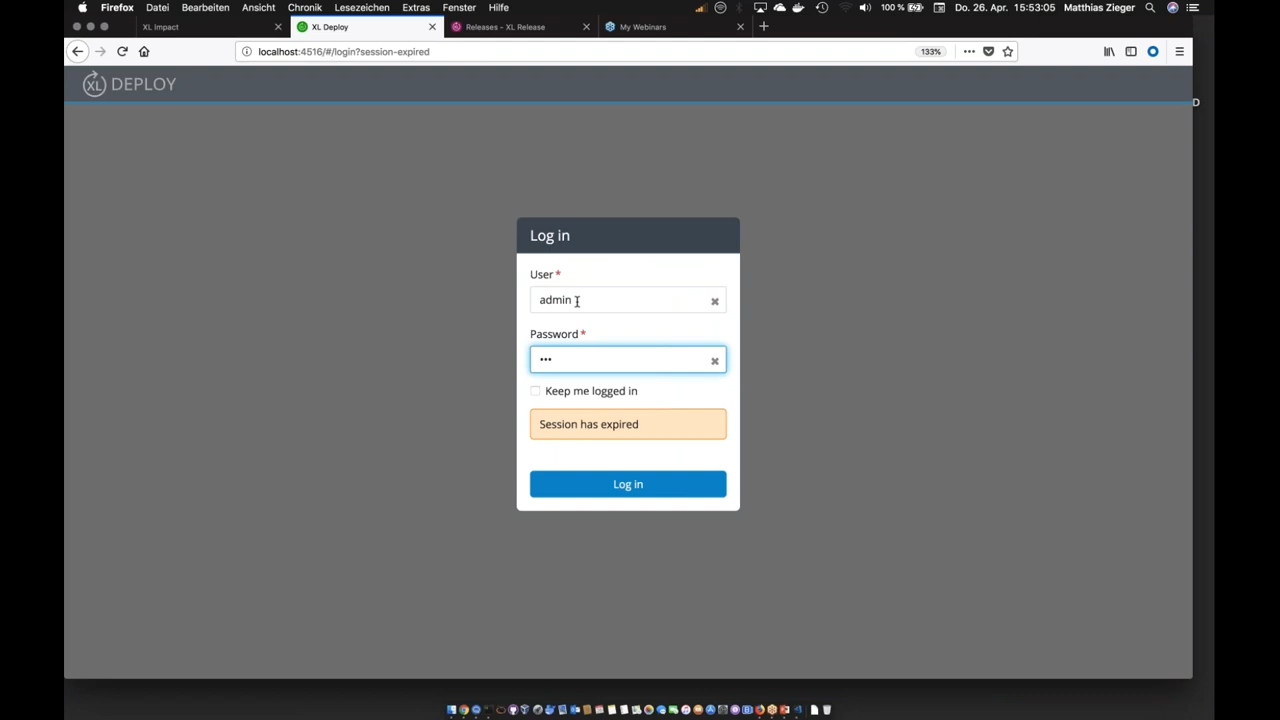 Firefox Datei Bearbeiten Ansicht Chronik Lesezeichen Extras Fenster Hilfe 100 % Do. 26. Apr. 15:53:05 Matthias Zieger
XL Impact XL Deploy Releases - XL Release My Webinars
localhost:4516/#/login?session-expired 133%
XL DEPLOY
D
Log in
User *
admin
Password *
Keep me logged in
Session has expired
Log in